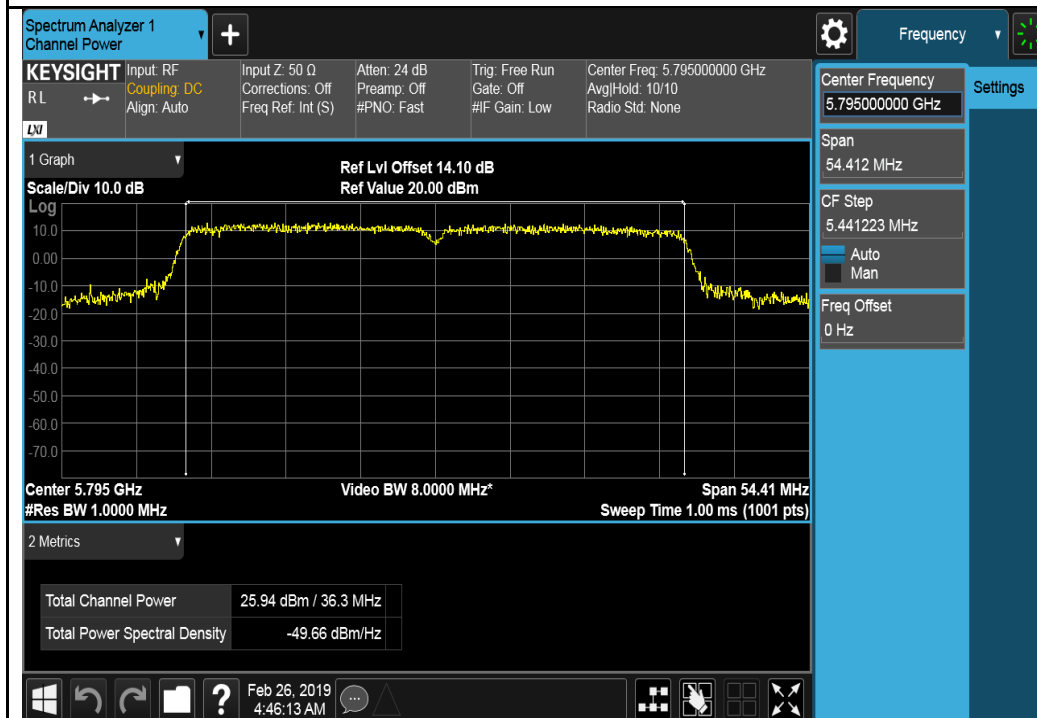 Spectrum Analyzer 1
Channel Power
+
Frequency
KEYSIGHT
R L
LXI
Input: RF
Coupling: DC
Align: Auto
Input Z: 50 Ω
Corrections: Off
Freq Ref: Int (S)
Atten: 24 dB
Preamp: Off
#PNO: Fast
Trig: Free Run
Gate: Off
#IF Gain: Low
Center Freq: 5.795000000 GHz
Avg|Hold: 10/10
Radio Std: None
Center Frequency
5.795000000 GHz
Settings
Span
54.412 MHz
CF Step
5.441223 MHz
Auto
Man
Freq Offset
0 Hz
1 Graph
Ref Lvl Offset 14.10 dB
Scale/Div 10.0 dB
Ref Value 20.00 dBm
Log
10.0
0.00
-10.0
-20.0
-30.0
-40.0
-50.0
-60.0
-70.0
Center 5.795 GHz
Video BW 8.0000 MHz*
Span 54.41 MHz
#Res BW 1.0000 MHz
Sweep Time 1.00 ms (1001 pts)
2 Metrics
Total Channel Power
25.94 dBm / 36.3 MHz
Total Power Spectral Density
-49.66 dBm/Hz
?
Feb 26, 2019
4:46:13 AM